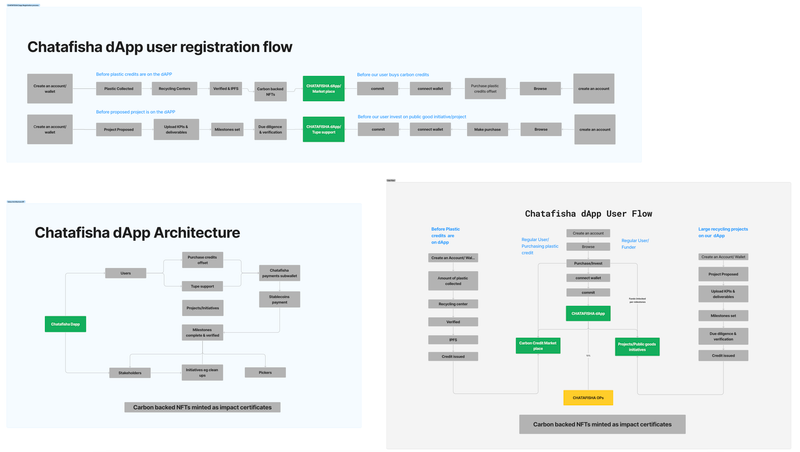 Chatafisha dApp user registration flow
Before plastic credits are on the dAPP
Before our user buys carbon credits
Create an account/
wallet
Plastic Collected
Recycling Centers
Verified & IPFS
Carbon backed
NFTs
CHATAFISHA dApp/
Market place
commit
connect wallet
Purchase plastic
credits offset
Browse
create an account
Before proposed project is on the dAPP
Before our user invest on public good initiative/project
Create an account/
wallet
Project Proposed
Upload KPIs &
deliverables
Milestones set
Due diligence
& verification
CHATAFISHA dApp/
Tupe support
commit
connect wallet
Make purchase
Browse
create an account
Chatafisha dApp Architecture
Purchase credits
offset
Users
Chatafisha
payments subwallet
Tupe support
Stablecoins
payment
Projects/Initiatives
Chatafisha Dapp
Milestones
complete & verified
Stakeholders
Initiatives eg clean
ups
Pickers
Carbon backed NFTs minted as impact certificates
Chatafisha dApp User Flow
Before Plastic
credits are
on dApp
Regular User/
Purchasing plastic
credit
Create an account
Browse
Purchase/Invest
connect wallet
commit
Regular User/
Funder
Large recycling projects
on our dApp
Create an Account/ Wal...
Amount of plastic
collected
Recycling center
Verified
IPFS
Credit issued
CHATAFISHA dApp
Carbon Credit Market
place
Projects/Public goods
initiatives
CHATAFISHA OPs
Create an Account/ Wallet
Project Proposed
Upload KPIs &
deliverables
Milestones set
Due diligence &
verification
Credit issued
Carbon backed NFTs minted as impact certificates